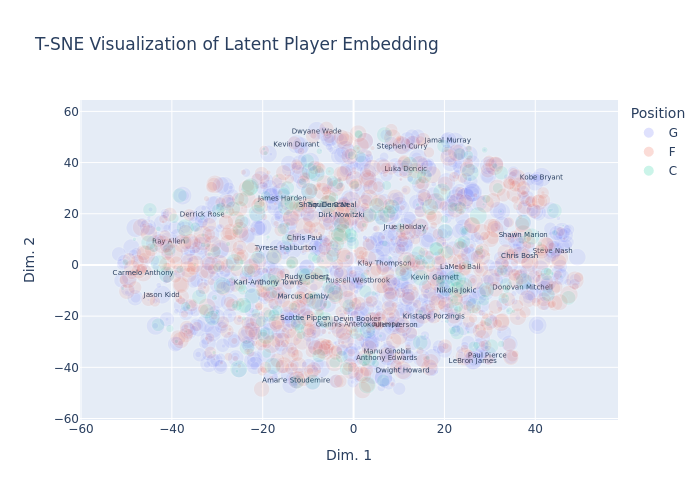 T-SNE Visualization of Latent Player Embedding
Position
G
F
C
Dim. 2
60
40
20
0
−20
−40
−60
Dwyane Wade
Kevin Durant
Stephen Curry
Jamal Murray
Luka Doncic
Kobe Bryant
James Harden
Dirk Nowitzki
Derrick Rose
Jrue Holiday
Shawn Marion
Ray Allen
Chris Paul
Tyrese Haliburton
Steve Nash
Chris Bosh
Klay Thompson
LaMelo Ball
Carmelo Anthony
Rudy Gobert
Karl-Anthony Towns
Russell Westbrook
Kevin Garnett
Donovan Mitchell
Nikola Jokic
Jason Kidd
Marcus Camby
Scottie Pippen
Devin Booker
Kristaps Porzingis
Giannis
Manu Ginobili
Anthony Edwards
Paul Pierce
LeBron James
Dwight Howard
Amar'e Stoudemire
−60
−40
−20
0
20
40
Dim. 1